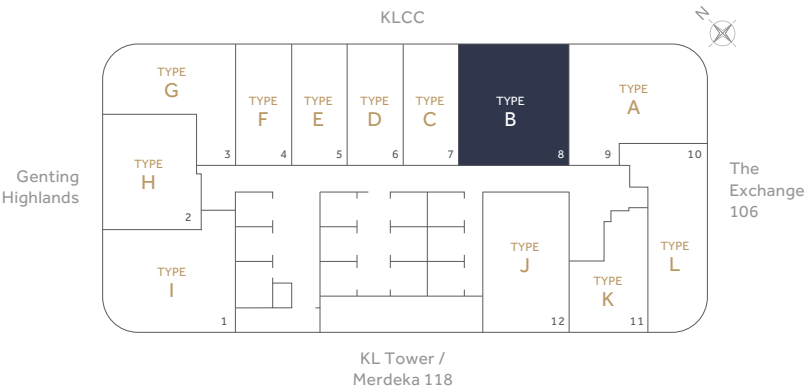 KLCC
N
TYPE
G
3
TYPE
F
4
TYPE
E
5
TYPE
D
6
TYPE
C
7
TYPE
B
8
TYPE
A
9
10
Genting
Highlands
TYPE
H
2
The
Exchange
106
TYPE
I
1
TYPE
J
12
TYPE
K
11
TYPE
L
KL Tower /
Merdeka 118